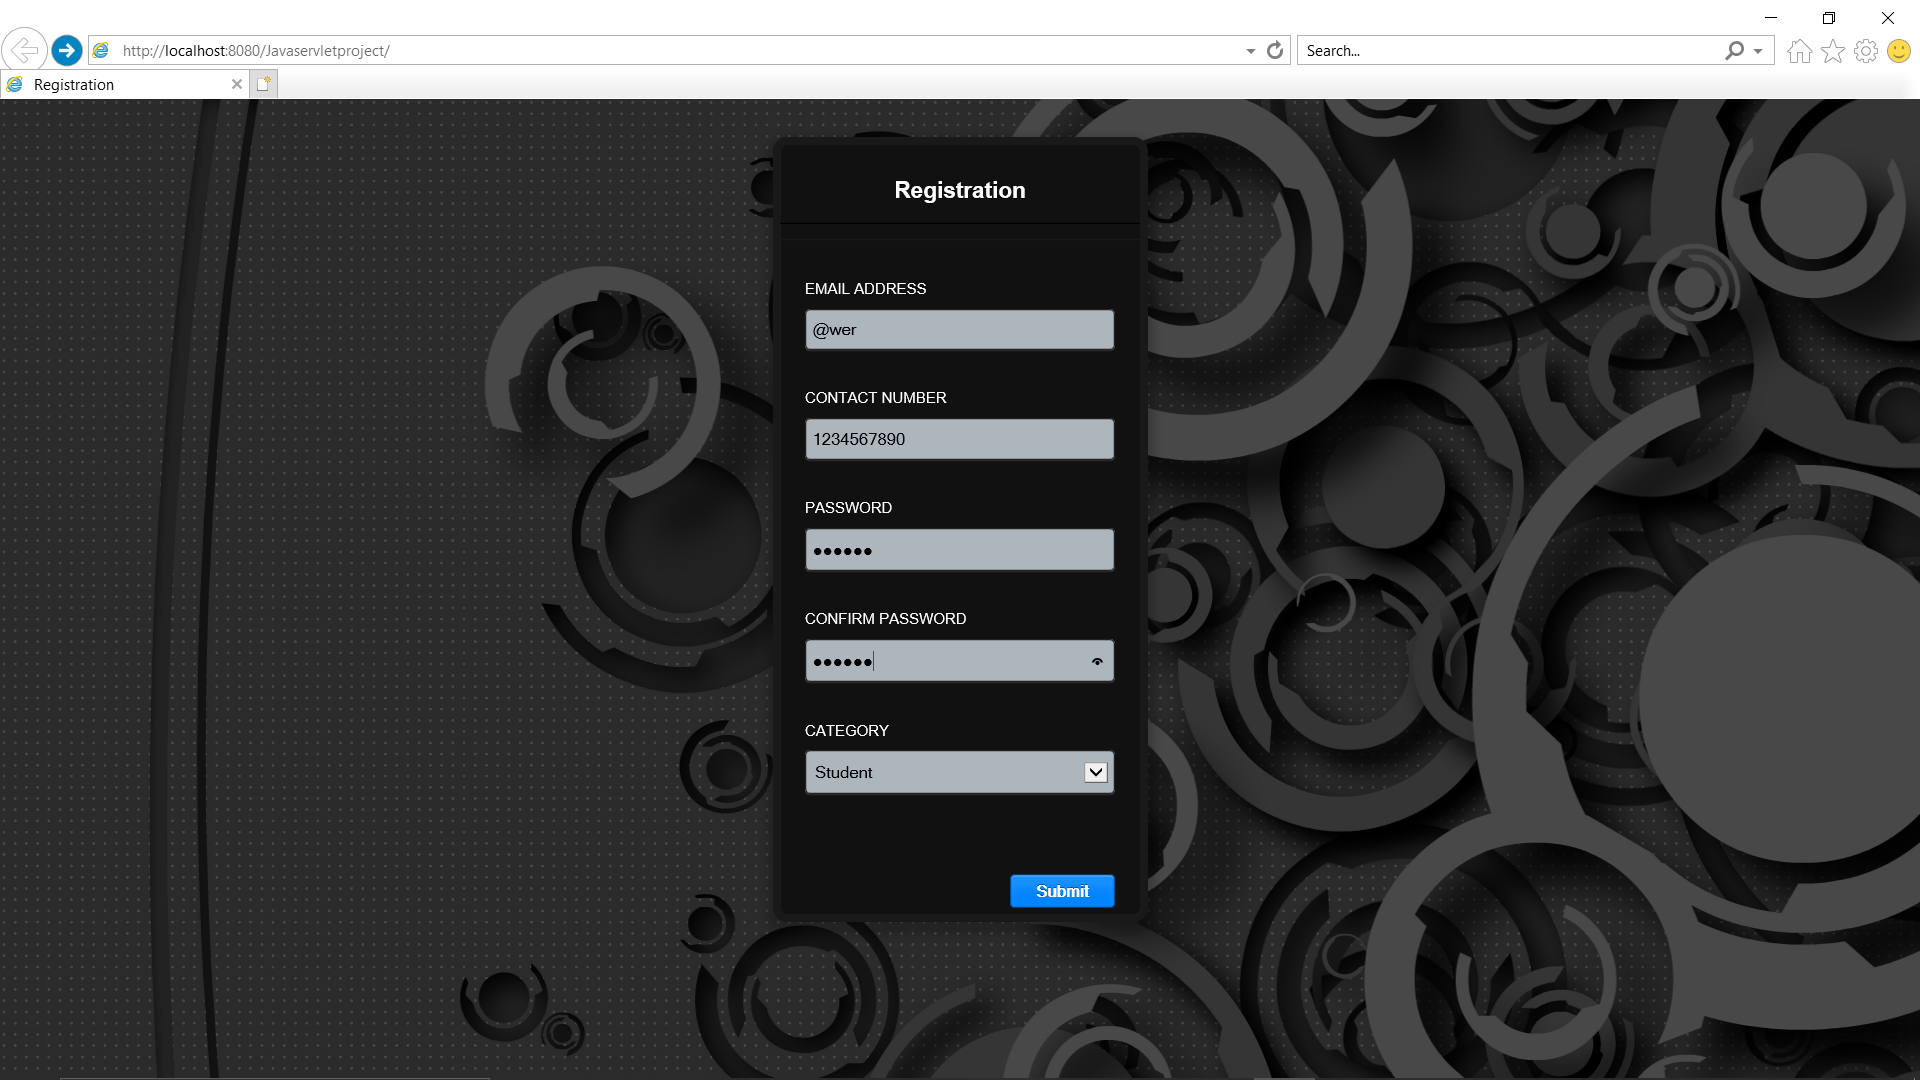 http://localhost:8080/Javaservletproject/
Search...
Registration
Registration
EMAIL ADDRESS
@wer
CONTACT NUMBER
1234567890
PASSWORD
●●●●●●
CONFIRM PASSWORD
●●●●●●
CATEGORY
Student
Submit